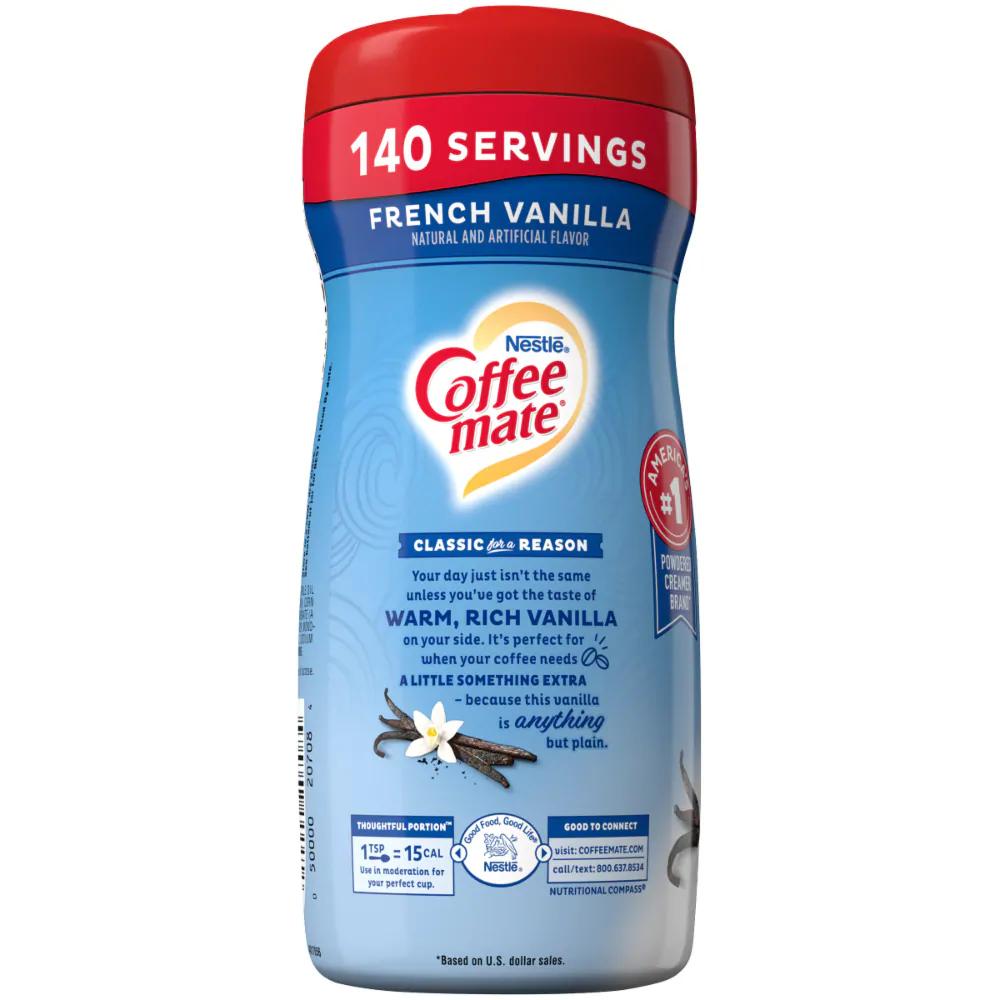 140 SERVINGS
FRENCH VANILLA
NATURAL AND ARTIFICIAL FLAVOR
Nestlé®
Coffee
mate®
AMERICA'S
#1
POWDERED
CREAMER
BRAND*
CLASSIC for a REASON
Your day just isn't the same
unless you've got the taste of
WARM, RICH VANILLA
on your side. It's perfect for
when your coffee needs
A LITTLE SOMETHING EXTRA
– because this vanilla
is anything
but plain.
THOUGHTFUL PORTION™
1 TSP = 15 CAL
Use in moderation for
your perfect cup.
Good Food, Good Life®
Nestlé®
GOOD TO CONNECT
visit: COFFEEMATE.COM
call/text: 800.637.8534
NUTRITIONAL COMPASS®
*Based on U.S. dollar sales.
0 50000 20708 4